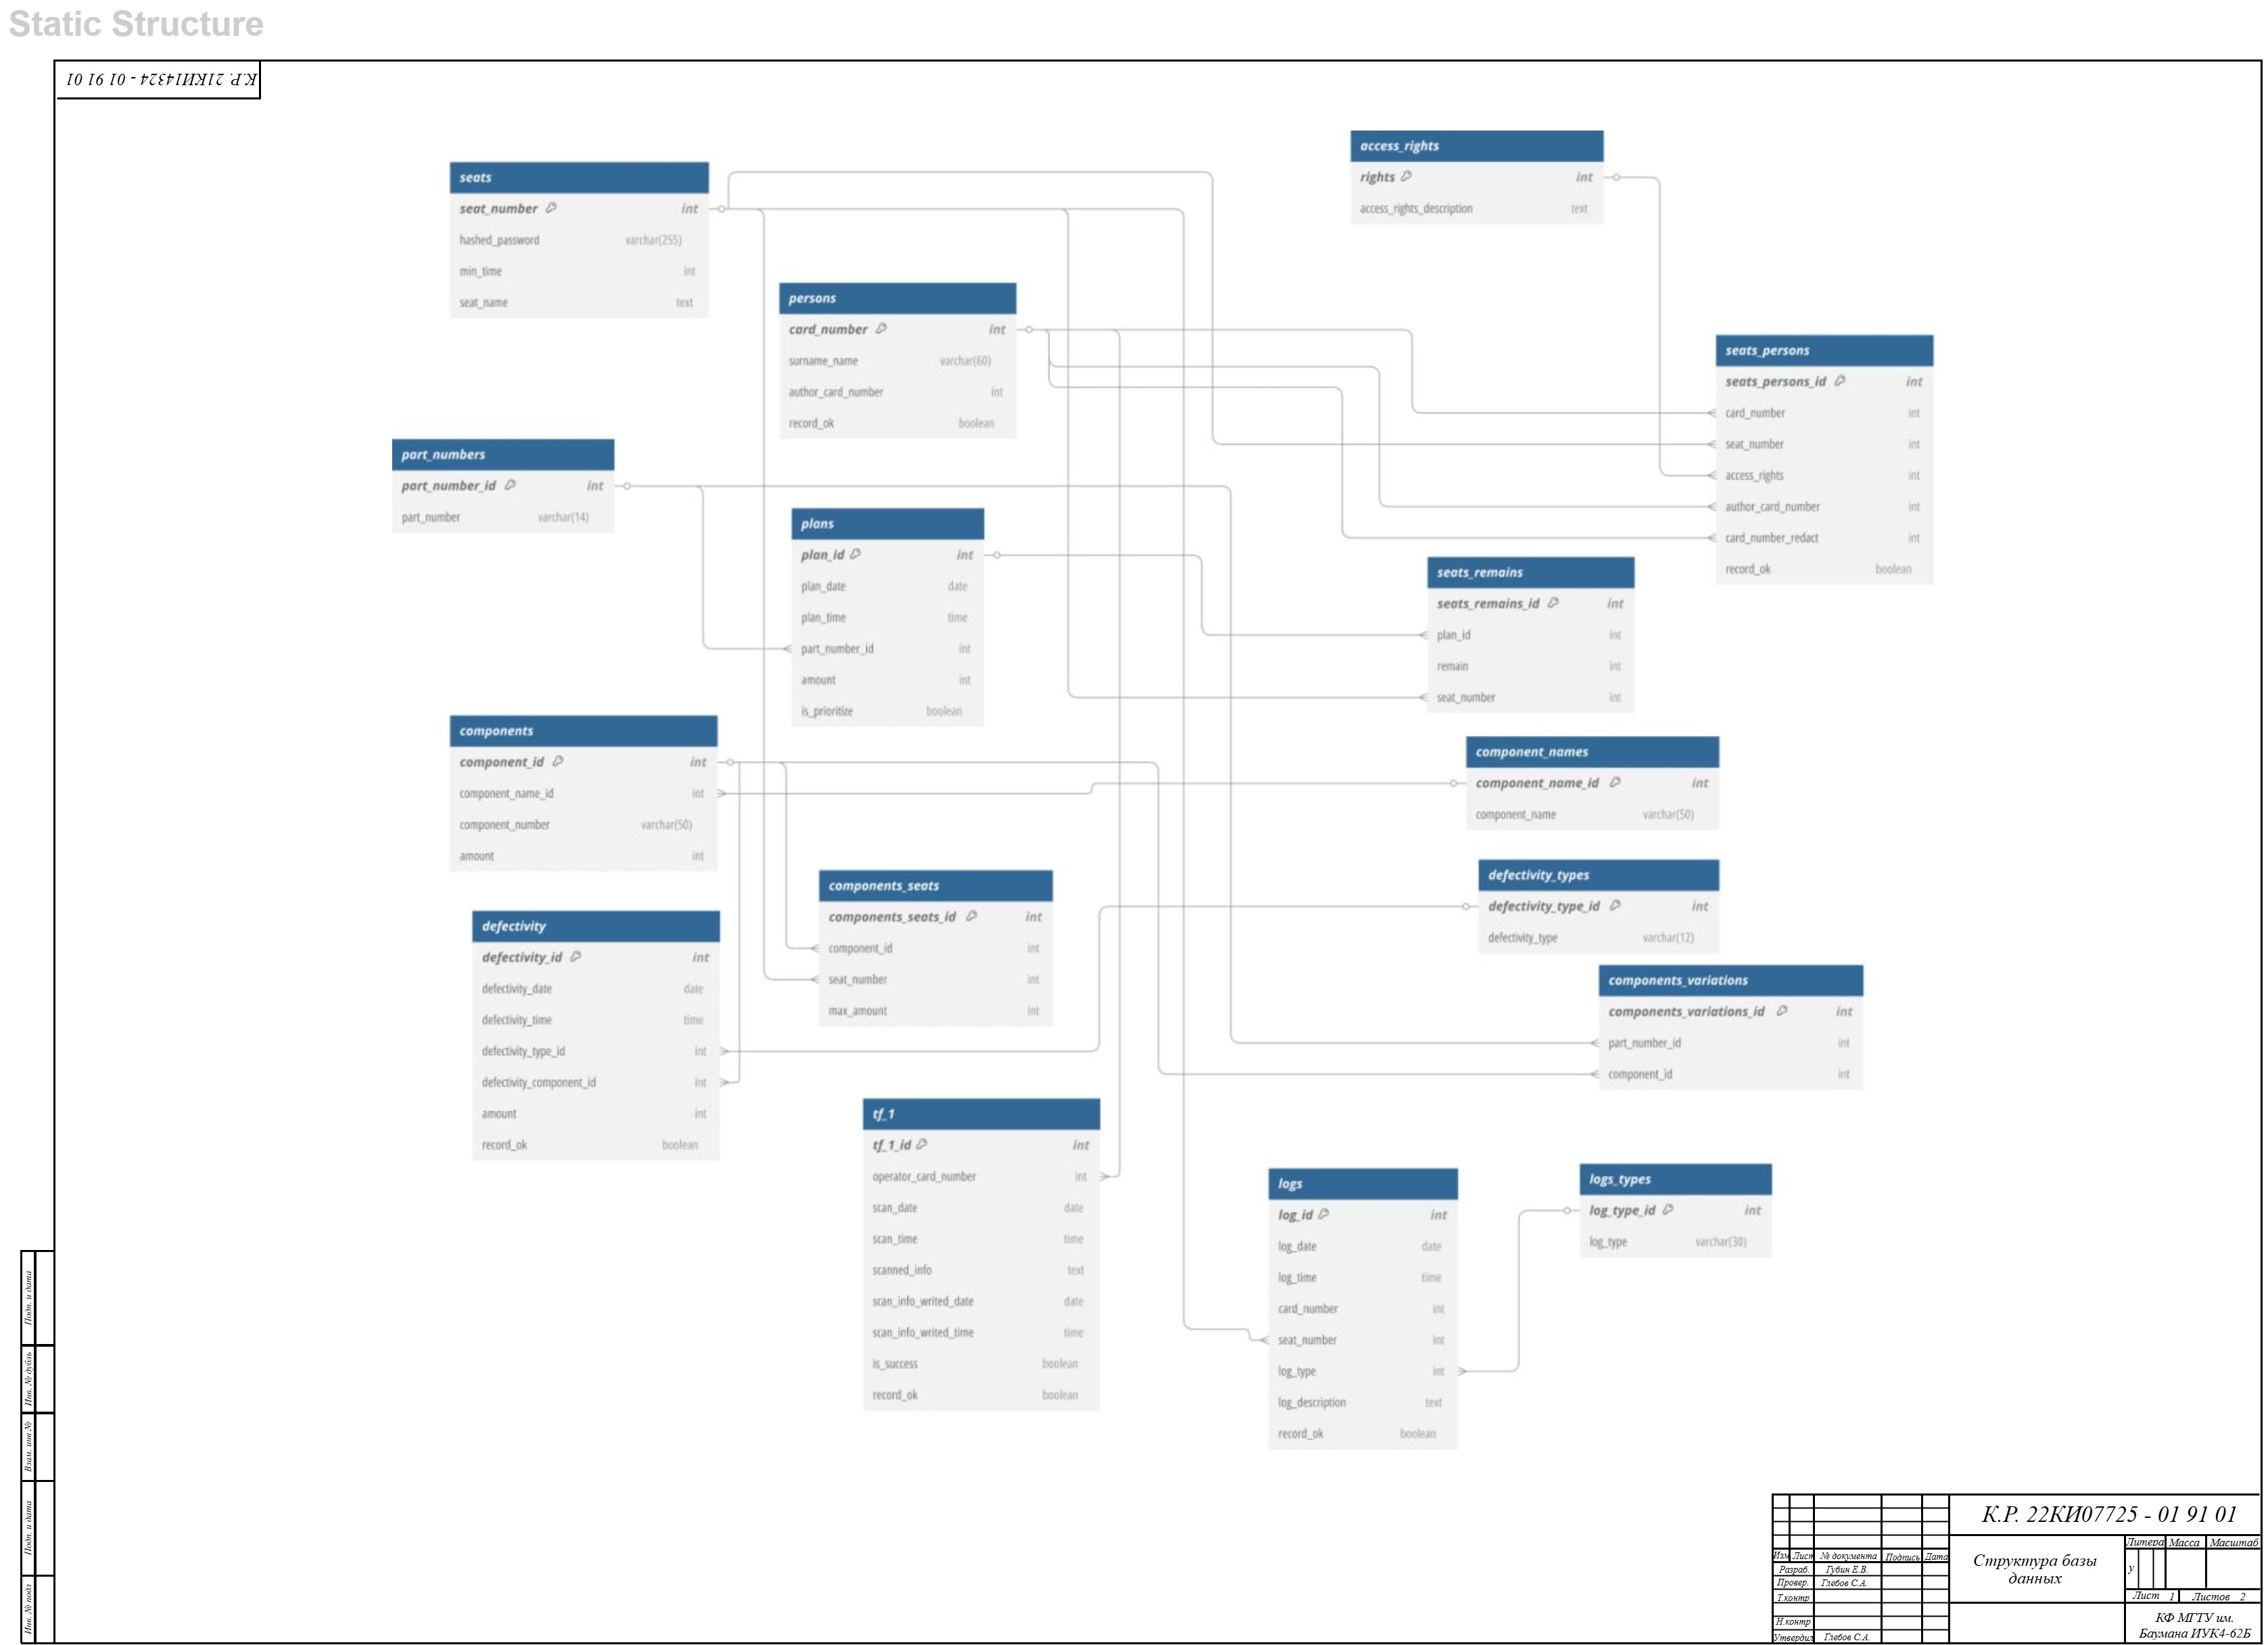 Static Structure
К.Р. 21КИ14324 - 01 91 01
access_rights
rights int
access_rights_description text
seats
seat_number int
hashed_password varchar(255)
min_time int
seat_name text
persons
card_number int
surname_name varchar(60)
author_card_number int
record_ok boolean
seats_persons
seats_persons_id int
card_number int
seat_number int
access_rights int
author_card_number int
card_number_redact int
record_ok boolean
part_numbers
part_number_id int
part_number varchar(14)
plans
plan_id int
plan_date date
plan_time time
part_number_id int
amount int
is_prioritize boolean
seats_remains
seats_remains_id int
plan_id int
remain int
seat_number int
components
component_id int
component_name_id int
component_number varchar(50)
amount int
component_names
component_name_id int
component_name varchar(50)
components_seats
components_seats_id int
component_id int
seat_number int
max_amount int
defectivity_types
defectivity_type_id int
defectivity_type varchar(12)
defectivity
defectivity_id int
defectivity_date date
defectivity_time time
defectivity_type_id int
defectivity_component_id int
amount int
record_ok boolean
components_variations
components_variations_id int
part_number_id int
component_id int
tf_1
tf_1_id int
operator_card_number int
scan_date date
scan_time time
scanned_info text
scan_info_writed_date date
scan_info_writed_time time
is_success boolean
record_ok boolean
logs
log_id int
log_date date
log_time time
card_number int
seat_number int
log_type int
log_description text
record_ok boolean
logs_types
log_type_id int
log_type varchar(30)
Подп. и дата
Инв. № дубль
Взам. инв №
Подп. и дата
Инв. № подл
К.Р. 22КИ07725 - 01 91 01
Изм Лист № документа Подпись Дата
Разраб. Губин Е.В.
Провер. Глебов С.А.
Т.контр
Н.контр
Утвердил Глебов С.А.
Структура базы
данных
Литера Масса Масштаб
у
Лист 1 Листов 2
КФ МГТУ им.
Баумана ИУК4-62Б